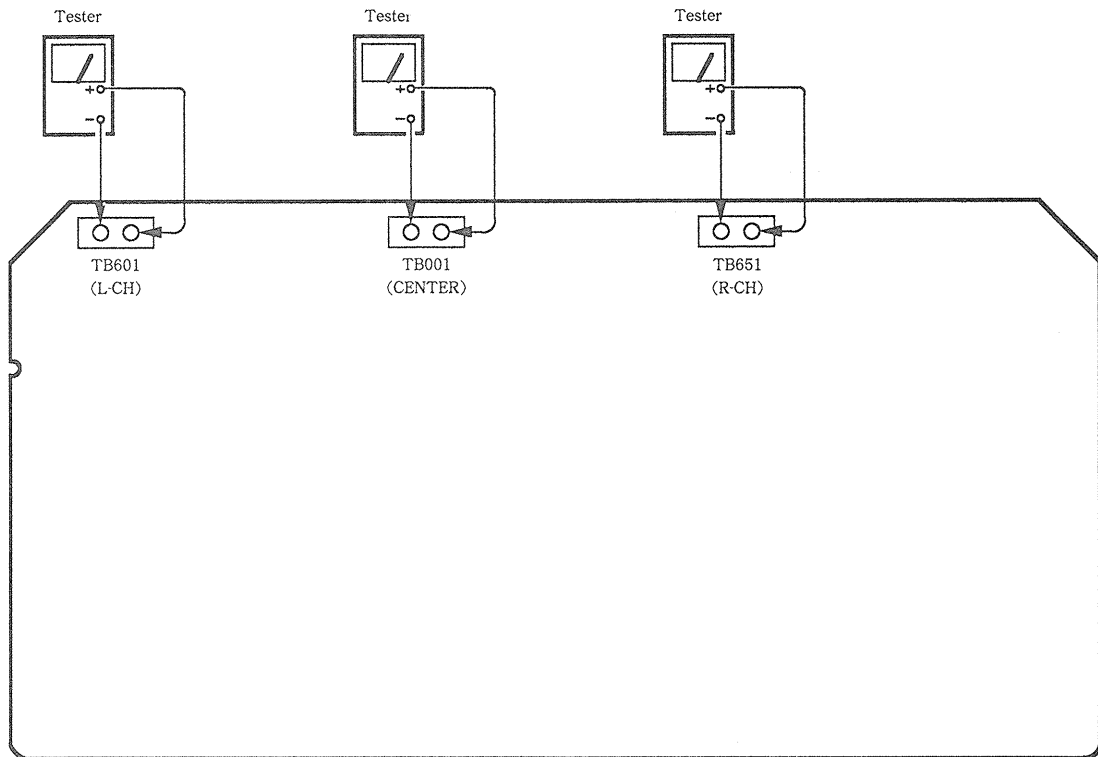 Tester
Tester
Tester
+
−
+
−
+
−
TB601
(L-CH)
TB001
(CENTER)
TB651
(R-CH)